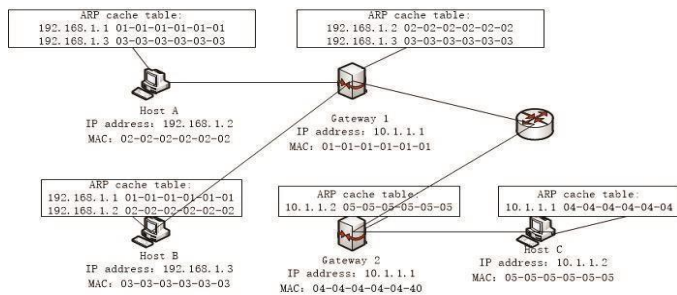 ARP cache table:
192.168.1.1 01-01-01-01-01-01
192.168.1.3 03-03-03-03-03-03
ARP cache table:
192.168.1.2 02-02-02-02-02-02
192.168.1.3 03-03-03-03-03-03
Host A
IP address: 192.168.1.2
MAC: 02-02-02-02-02-02
Gateway 1
IP address: 10.1.1.1
MAC: 01-01-01-01-01-01
ARP cache table:
192.168.1.1 01-01-01-01-01-01
192.168.1.2 02-02-02-02-02-02
ARP cache table:
10.1.1.2 05-05-05-05-05-05
ARP cache table:
10.1.1.1 04-04-04-04-04-04
Host B
IP address: 192.168.1.3
MAC: 03-03-03-03-03-03
Gateway 2
IP address: 10.1.1.1
MAC: 04-04-04-04-04-40
Host C
IP address: 10.1.1.2
MAC: 05-05-05-05-05-05